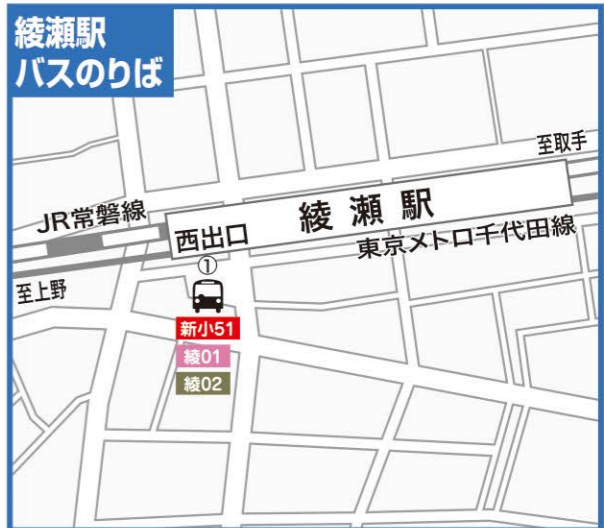 綾瀬駅
バスのりば
至取手
JR常磐線
綾瀬駅
西出口
東京メトロ千代田線
①
至上野
新小51
綾01
綾02